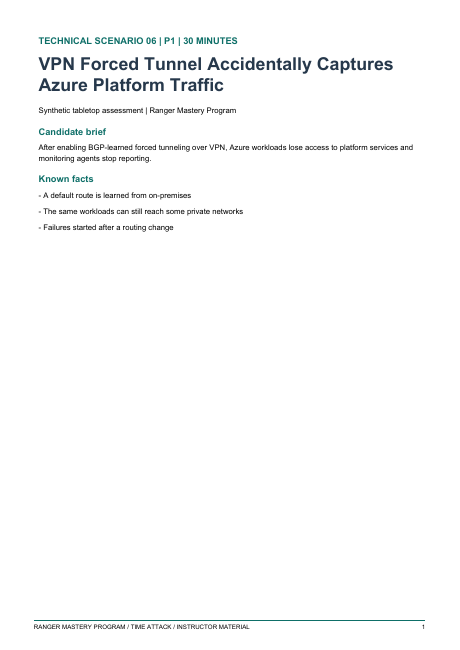 TECHNICAL SCENARIO 06 | P1 | 30 MINUTES
VPN Forced Tunnel Accidentally Captures
Azure Platform Traffic
Synthetic tabletop assessment | Ranger Mastery Program
Candidate brief
After enabling BGP-learned forced tunneling over VPN, Azure workloads lose access to platform services and
monitoring agents stop reporting.
Known facts
- A default route is learned from on-premises
- The same workloads can still reach some private networks
- Failures started after a routing change
RANGER MASTERY PROGRAM / TIME ATTACK / INSTRUCTOR MATERIAL 1